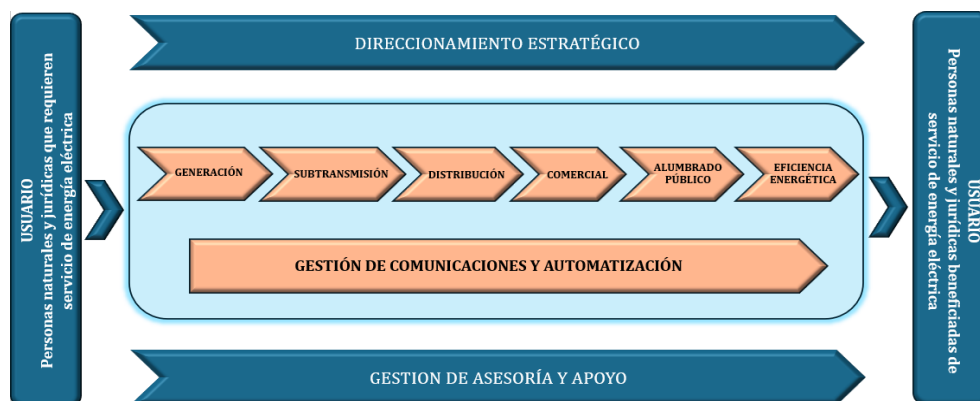 USUARIO
Personas naturales y jurídicas que requieren
servicio de energía eléctrica
DIRECCIONAMIENTO ESTRATÉGICO
GENERACIÓN
SUBTRANSMISIÓN
DISTRIBUCIÓN
COMERCIAL
ALUMBRADO
PÚBLICO
EFICIENCIA
ENERGÉTICA
GESTIÓN DE COMUNICACIONES Y AUTOMATIZACIÓN
GESTION DE ASESORÍA Y APOYO
USUARIO
Personas naturales y jurídicas beneficiadas de
servicio de energía eléctrica